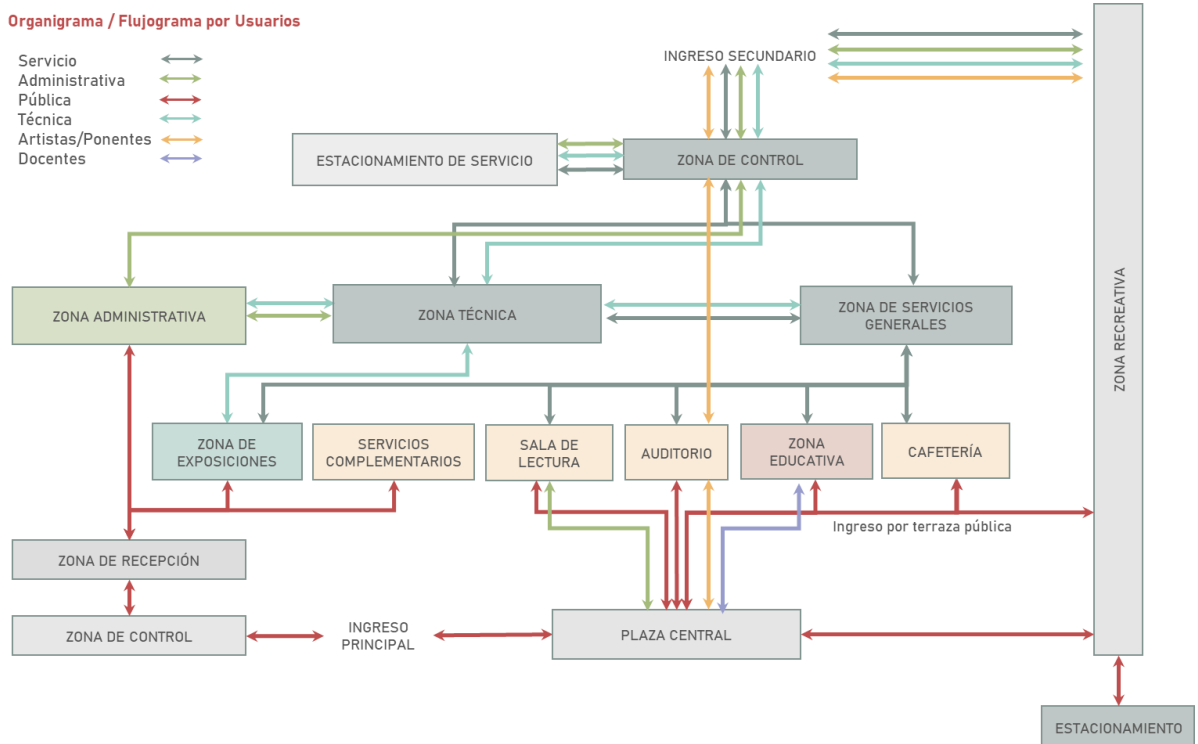 Organigrama / Flujograma por Usuarios
Servicio
Administrativa
Pública
Técnica
Artistas/Ponentes
Docentes
INGRESO SECUNDARIO
ESTACIONAMIENTO DE SERVICIO
ZONA DE CONTROL
ZONA ADMINISTRATIVA
ZONA TÉCNICA
ZONA DE SERVICIOS
GENERALES
ZONA RECREATIVA
ZONA DE
EXPOSICIONES
SERVICIOS
COMPLEMENTARIOS
SALA DE
LECTURA
AUDITORIO
ZONA
EDUCATIVA
CAFETERÍA
Ingreso por terraza pública
ZONA DE RECEPCIÓN
ZONA DE CONTROL
INGRESO
PRINCIPAL
PLAZA CENTRAL
ESTACIONAMIENTO